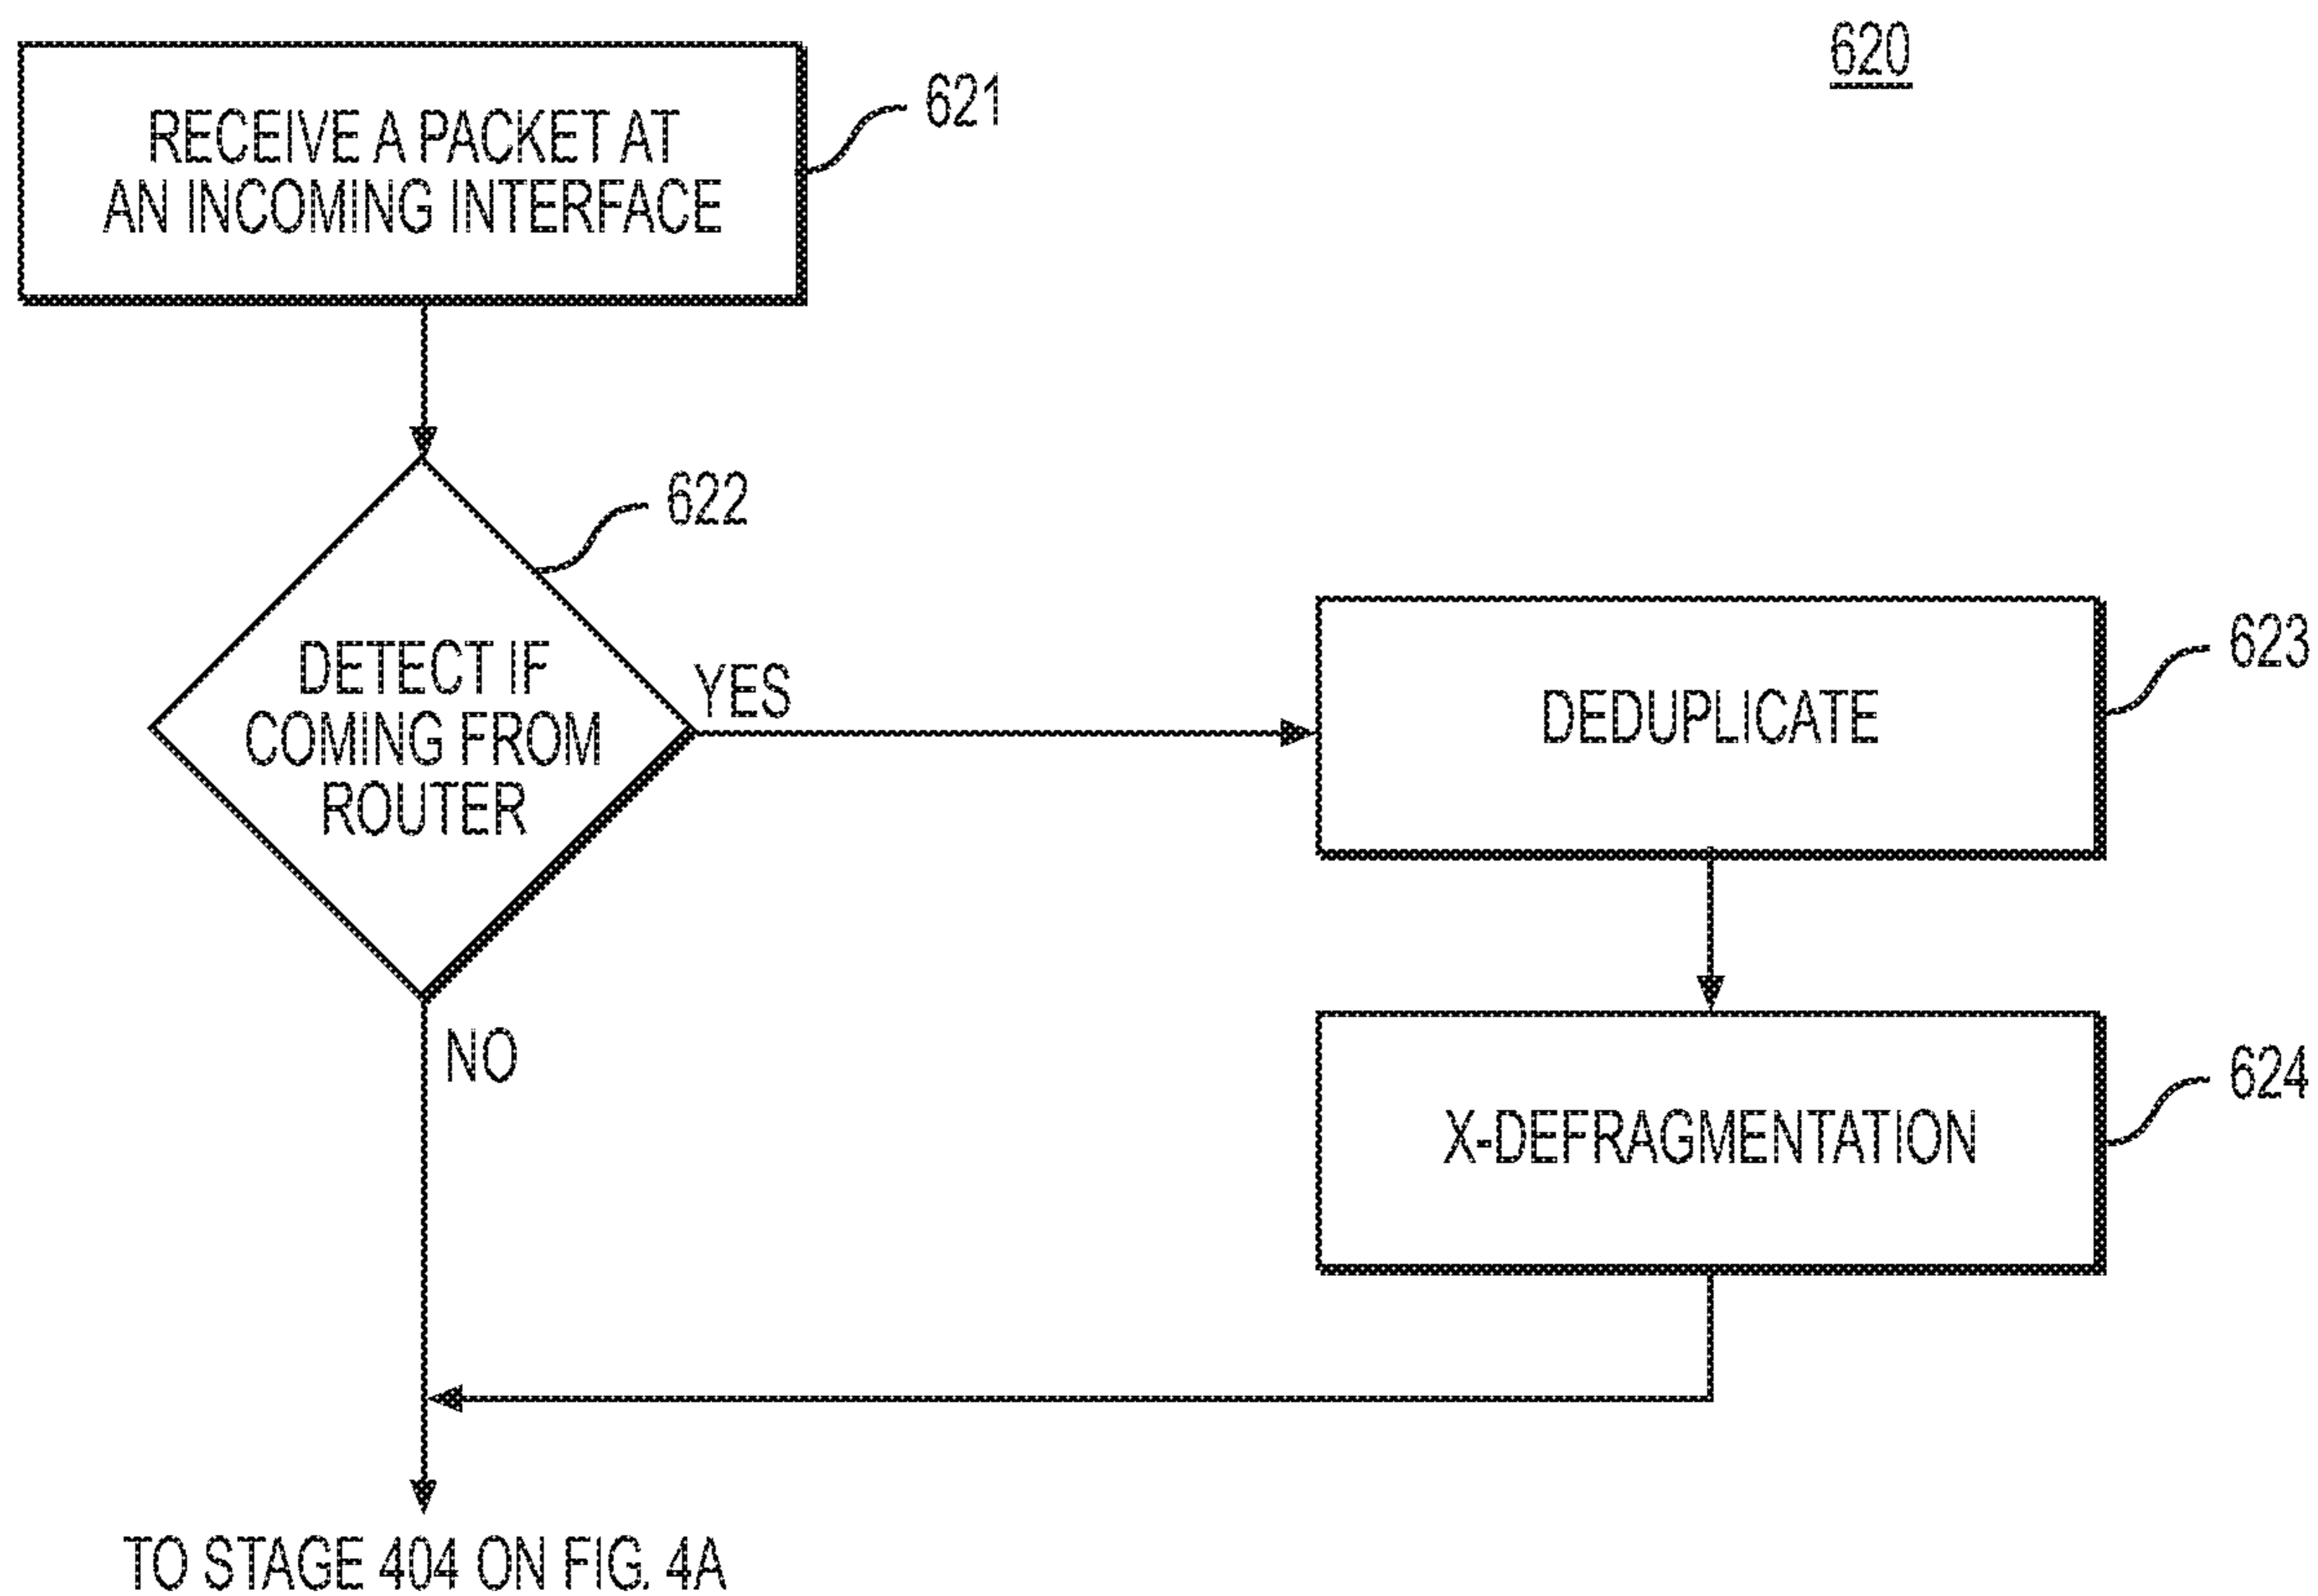 620
RECEIVE A PACKET AT
AN INCOMING INTERFACE
621
622
DETECT IF
COMING FROM
ROUTER
YES
DEDUPLICATE
623
NO
X-DEFRAGMENTATION
624
TO STAGE 404 ON FIG. 4A